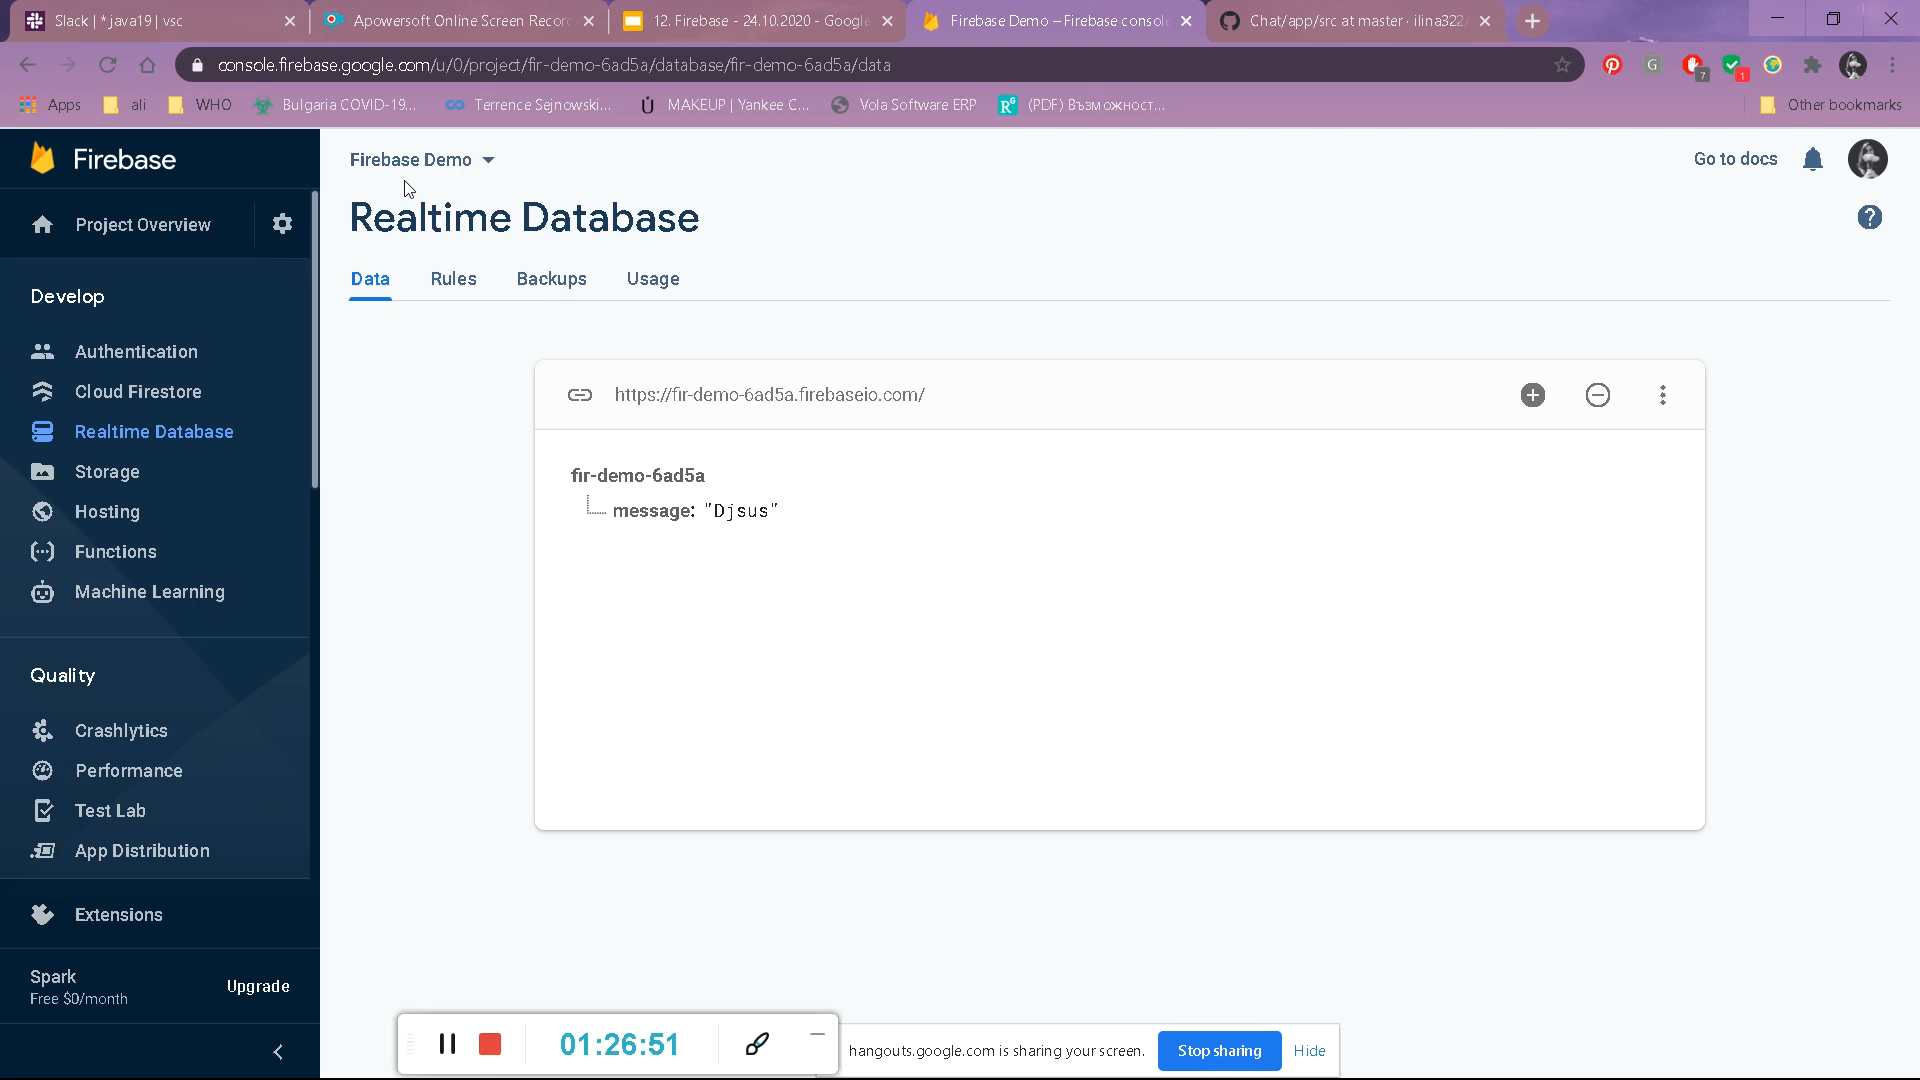 Slack | *java19 | vsc
Apowersoft Online Screen Recor
12. Firebase - 24.10.2020 - Google
Firebase Demo – Firebase console
Chat/app/src at master · ilina322/
console.firebase.google.com/u/0/project/fir-demo-6ad5a/database/fir-demo-6ad5a/data
G
7
1
Apps
ali
WHO
Bulgaria COVID-19...
Terrence Sejnowski...
MAKEUP | Yankee C...
Vola Software ERP
(PDF) Възможност...
Other bookmarks
Firebase
Firebase Demo
Go to docs
Project Overview
Realtime Database
Data
Rules
Backups
Usage
Develop
Authentication
Cloud Firestore
Realtime Database
Storage
Hosting
Functions
Machine Learning
https://fir-demo-6ad5a.firebaseio.com/
fir-demo-6ad5a
message: "Djsus"
Quality
Crashlytics
Performance
Test Lab
App Distribution
Extensions
Spark
Free $0/month
Upgrade
01:26:51
hangouts.google.com is sharing your screen.
Stop sharing
Hide